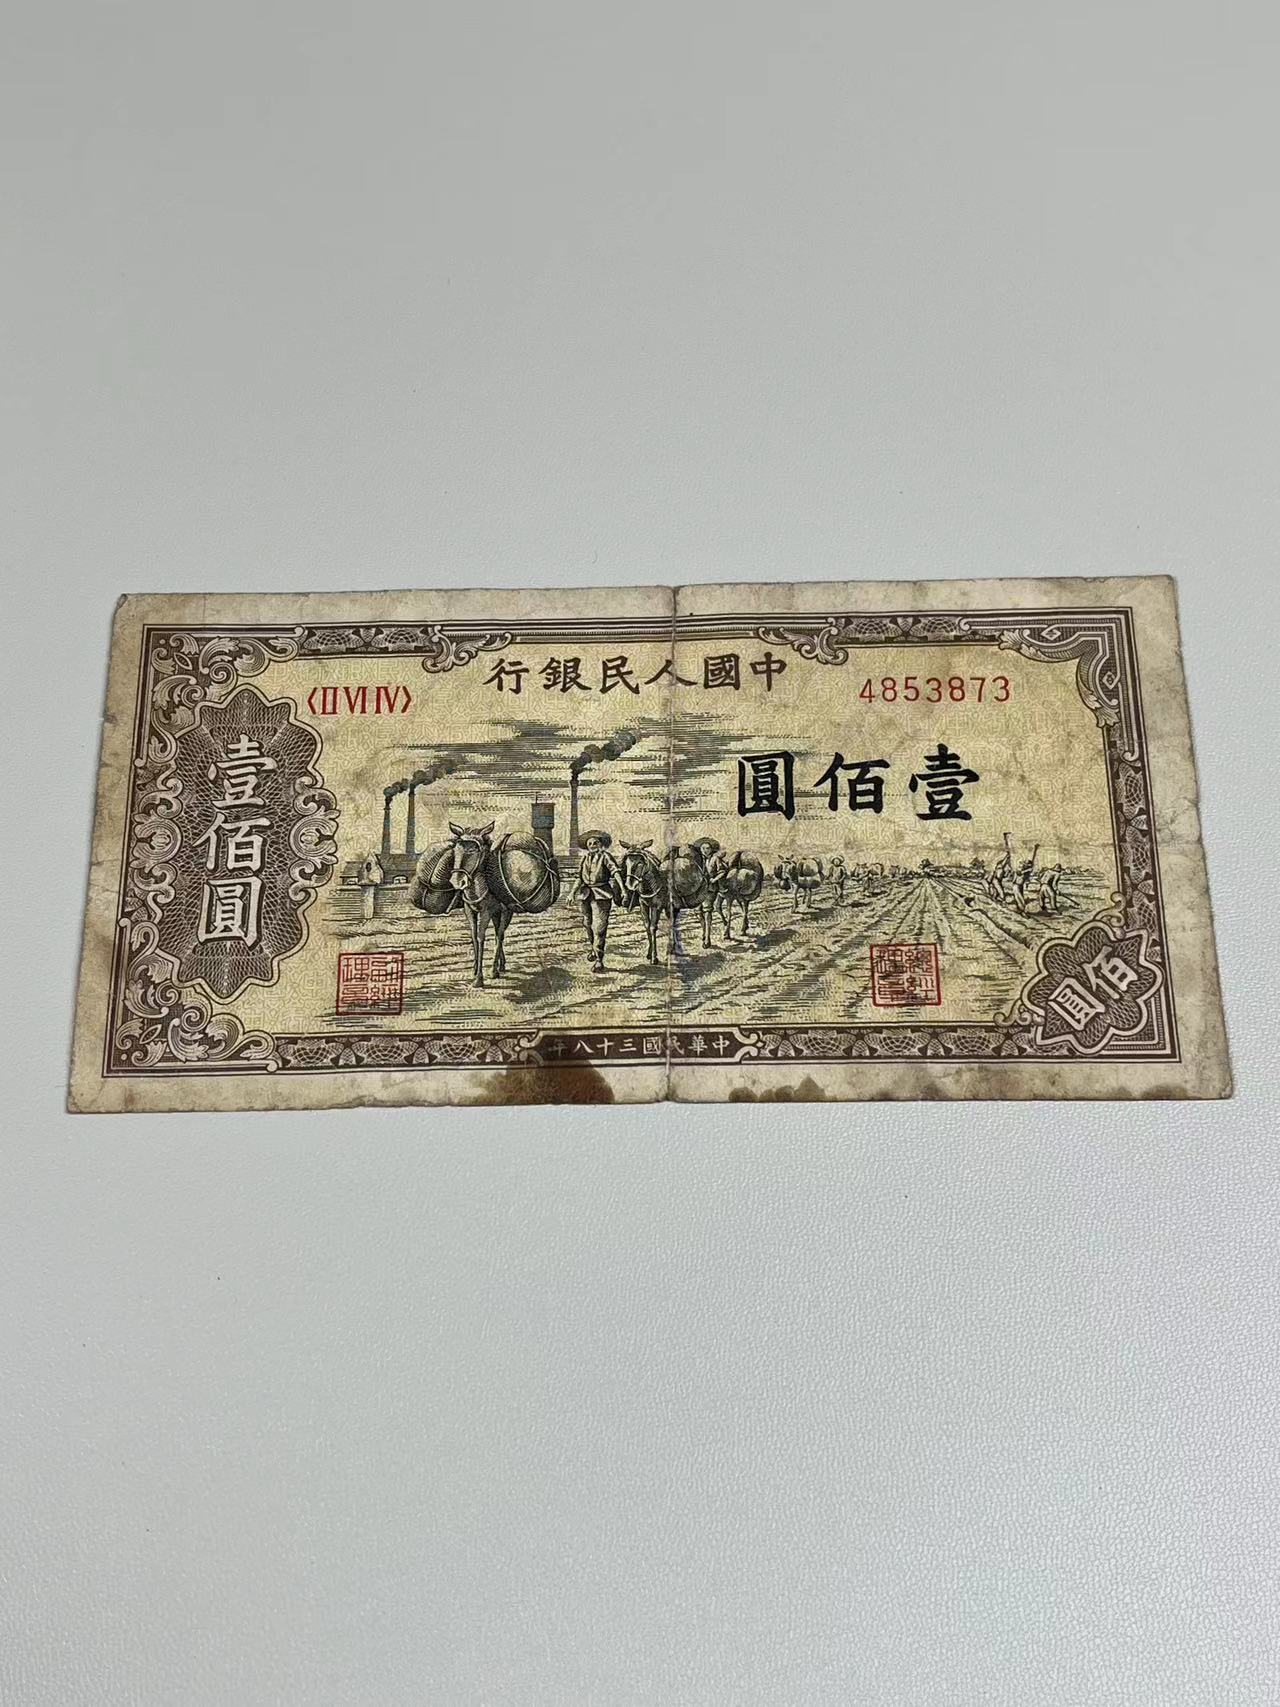 中國人民銀行
〈II VI IV〉
4853873
壹佰圓
壹佰圓
佰圓
中華民國三十八年